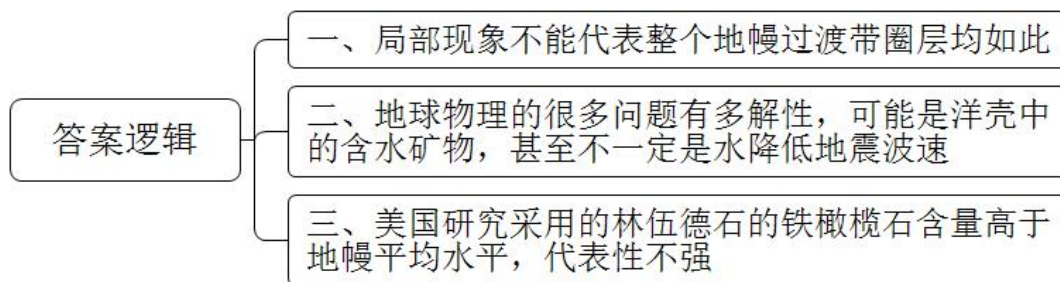 答案逻辑
一、局部现象不能代表整个地幔过渡带圈层均如此
二、地球物理的很多问题有多解性，可能是洋壳中
的含水矿物，甚至不一定是水降低地震波速
三、美国研究采用的林伍德石的铁橄榄石含量高于
地幔平均水平，代表性不强